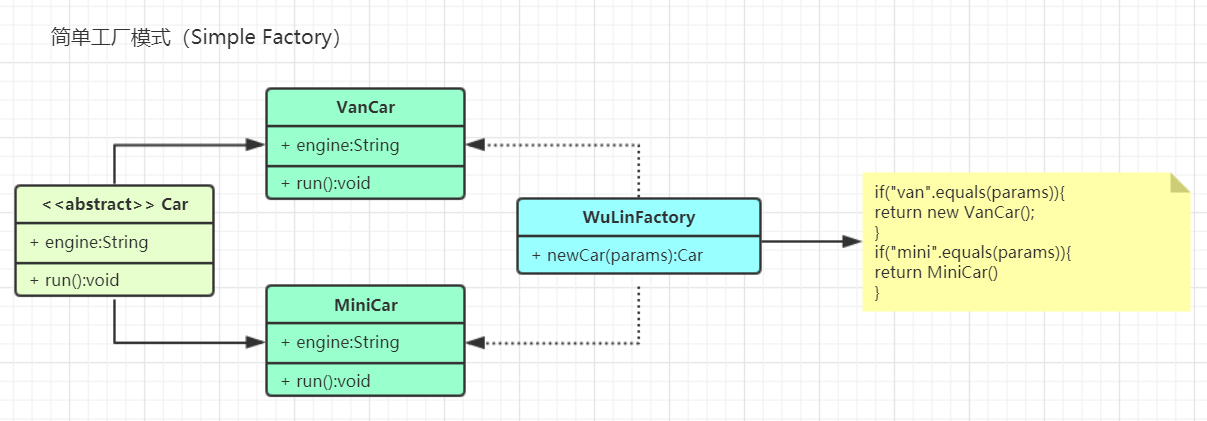 简单工厂模式（Simple Factory）
VanCar
+ engine:String
+ run():void
<<abstract>> Car
+ engine:String
+ run():void
WuLinFactory
+ newCar(params):Car
MiniCar
+ engine:String
+ run():void
if("van".equals(params)){
return new VanCar();
}
if("mini".equals(params)){
return MiniCar()
}